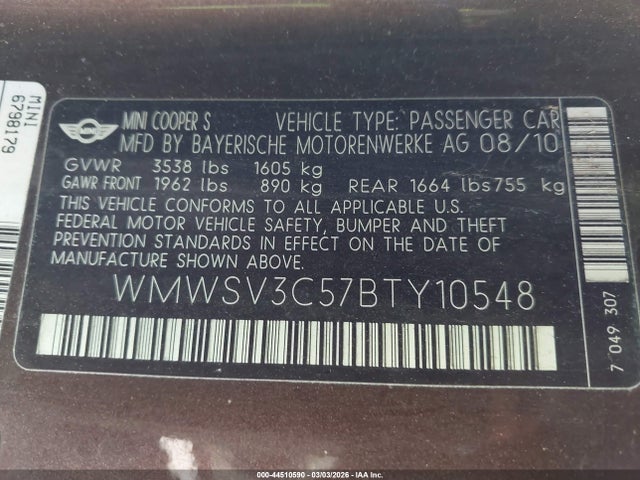 MINI COOPER S VEHICLE TYPE: PASSENGER CAR
MFD BY BAYERISCHE MOTORENWERKE AG 08/10
GVWR 3538 lbs 1605 kg
GAWR FRONT 1962 lbs 890 kg REAR 1664 lbs 755 kg
THIS VEHICLE CONFORMS TO ALL APPLICABLE U.S.
FEDERAL MOTOR VEHICLE SAFETY, BUMPER AND THEFT
PREVENTION STANDARDS IN EFFECT ON THE DATE OF
MANUFACTURE SHOWN ABOVE.
WMWSV3C57BTY10548
7 049 307
MINI
6798179
000-44510590 - 03/03/2026 - IAA Inc.